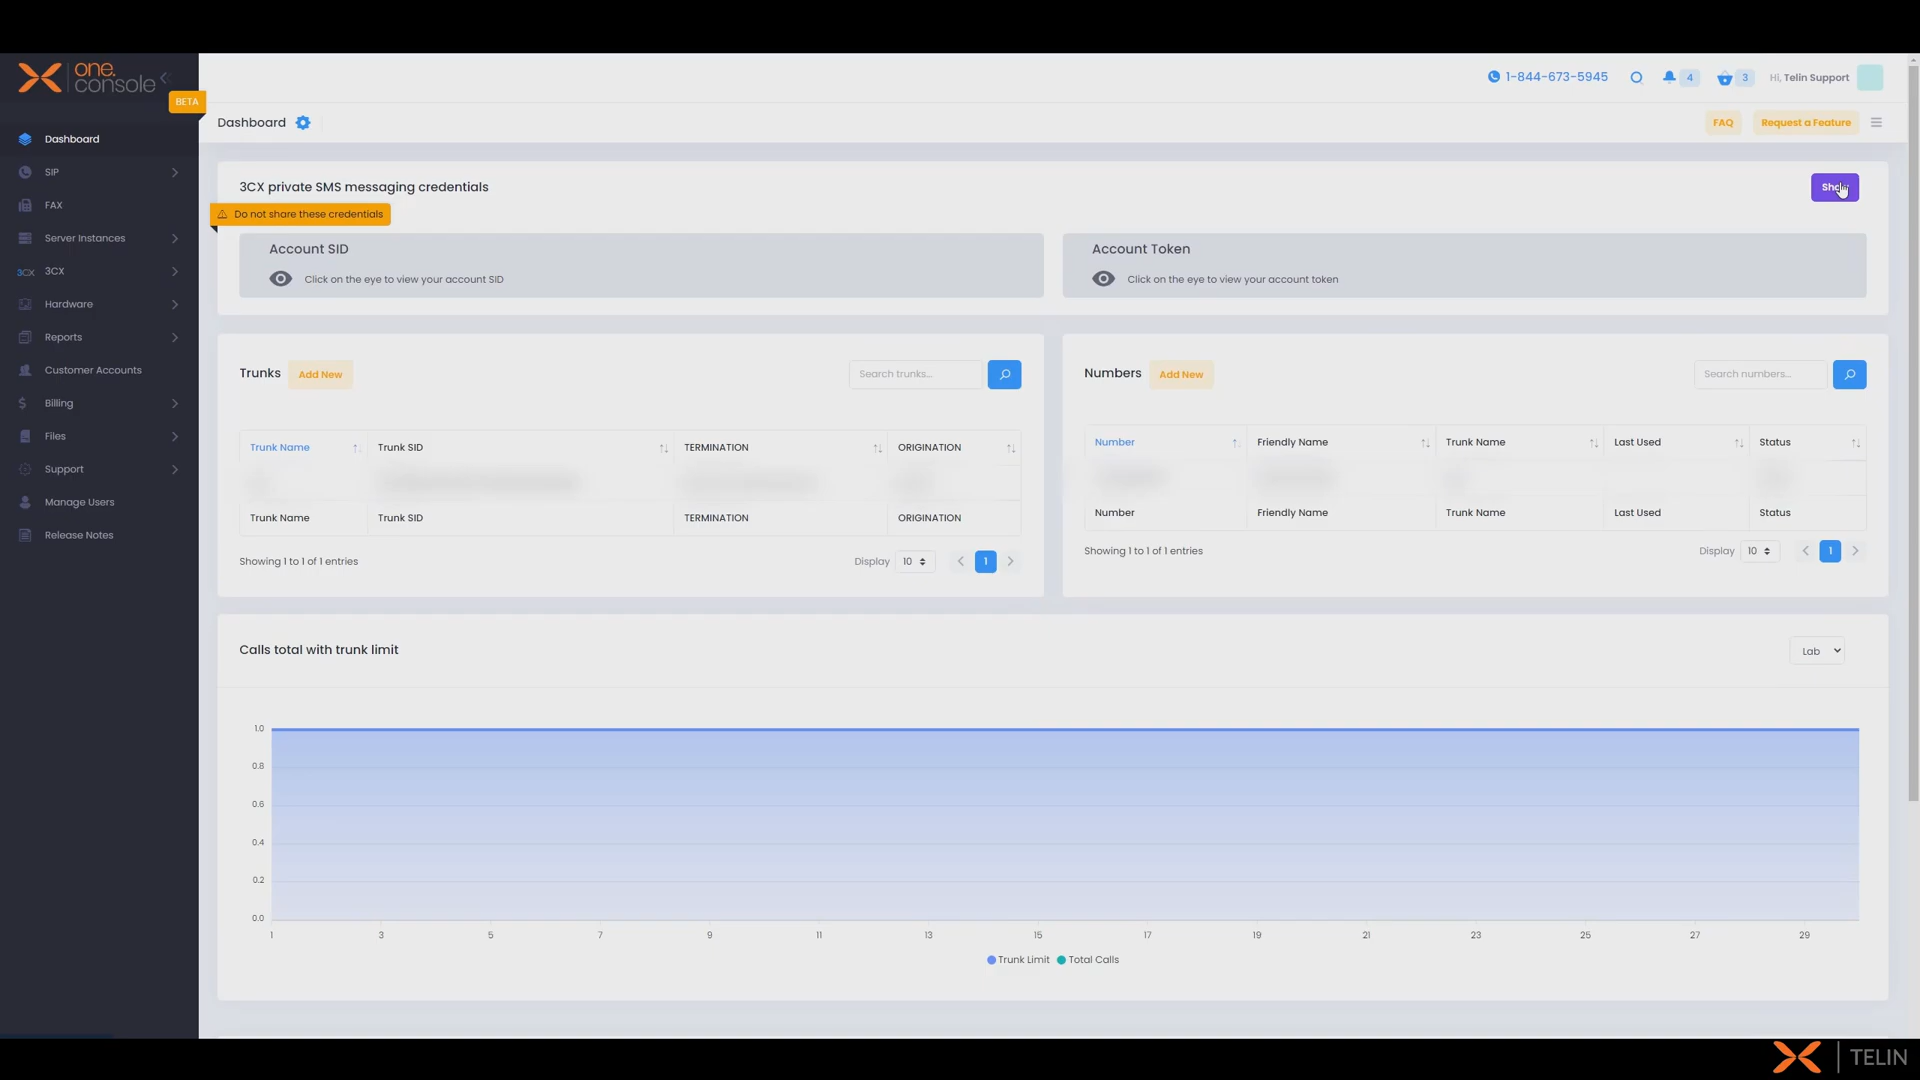 one.
console
BETA
1-844-673-5945
4
3
Hi, Telin Support
Dashboard
FAQ
Request a Feature
Dashboard
SIP
FAX
Server Instances
3CX 3CX
Hardware
Reports
Customer Accounts
Billing
Files
Support
Manage Users
Release Notes
3CX private SMS messaging credentials
Do not share these credentials
Account SID
Click on the eye to view your account SID
Account Token
Click on the eye to view your account token
Trunks
Add New
Search trunks...
Trunk Name Trunk SID TERMINATION ORIGINATION
Trunk Name Trunk SID TERMINATION ORIGINATION
Showing 1 to 1 of 1 entries
Display 10
1
Numbers
Add New
Search numbers...
Number Friendly Name Trunk Name Last Used Status
Number Friendly Name Trunk Name Last Used Status
Showing 1 to 1 of 1 entries
Display 10
1
Calls total with trunk limit
Lab
1.0
0.8
0.6
0.4
0.2
0.0
1 3 5 7 9 11 13 15 17 19 21 23 25 27 29
Trunk Limit Total Calls
TELIN